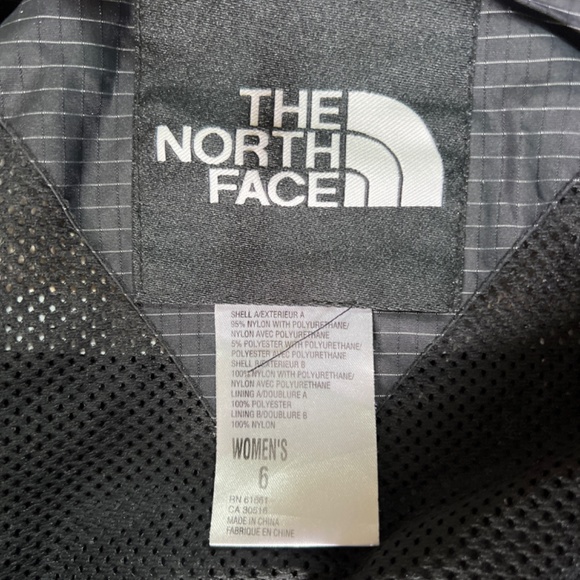 THE
NORTH
FACE
SHELL A/EXTERIEUR A
95% NYLON WITH POLYURETHANE/
NYLON AVEC POLYURETHANE
5% POLYESTER WITH POLYURETHANE/
POLYESTER AVEC POLYURETHANE
SHELL B/EXTERIEUR B
100% NYLON WITH POLYURETHANE/
NYLON AVEC POLYURETHANE
LINING A/DOUBLURE A
100% POLYESTER
LINING B/DOUBLURE B
100% NYLON
WOMEN'S
6
RN 61661
CA 30516
MADE IN CHINA
FABRIQUE EN CHINE